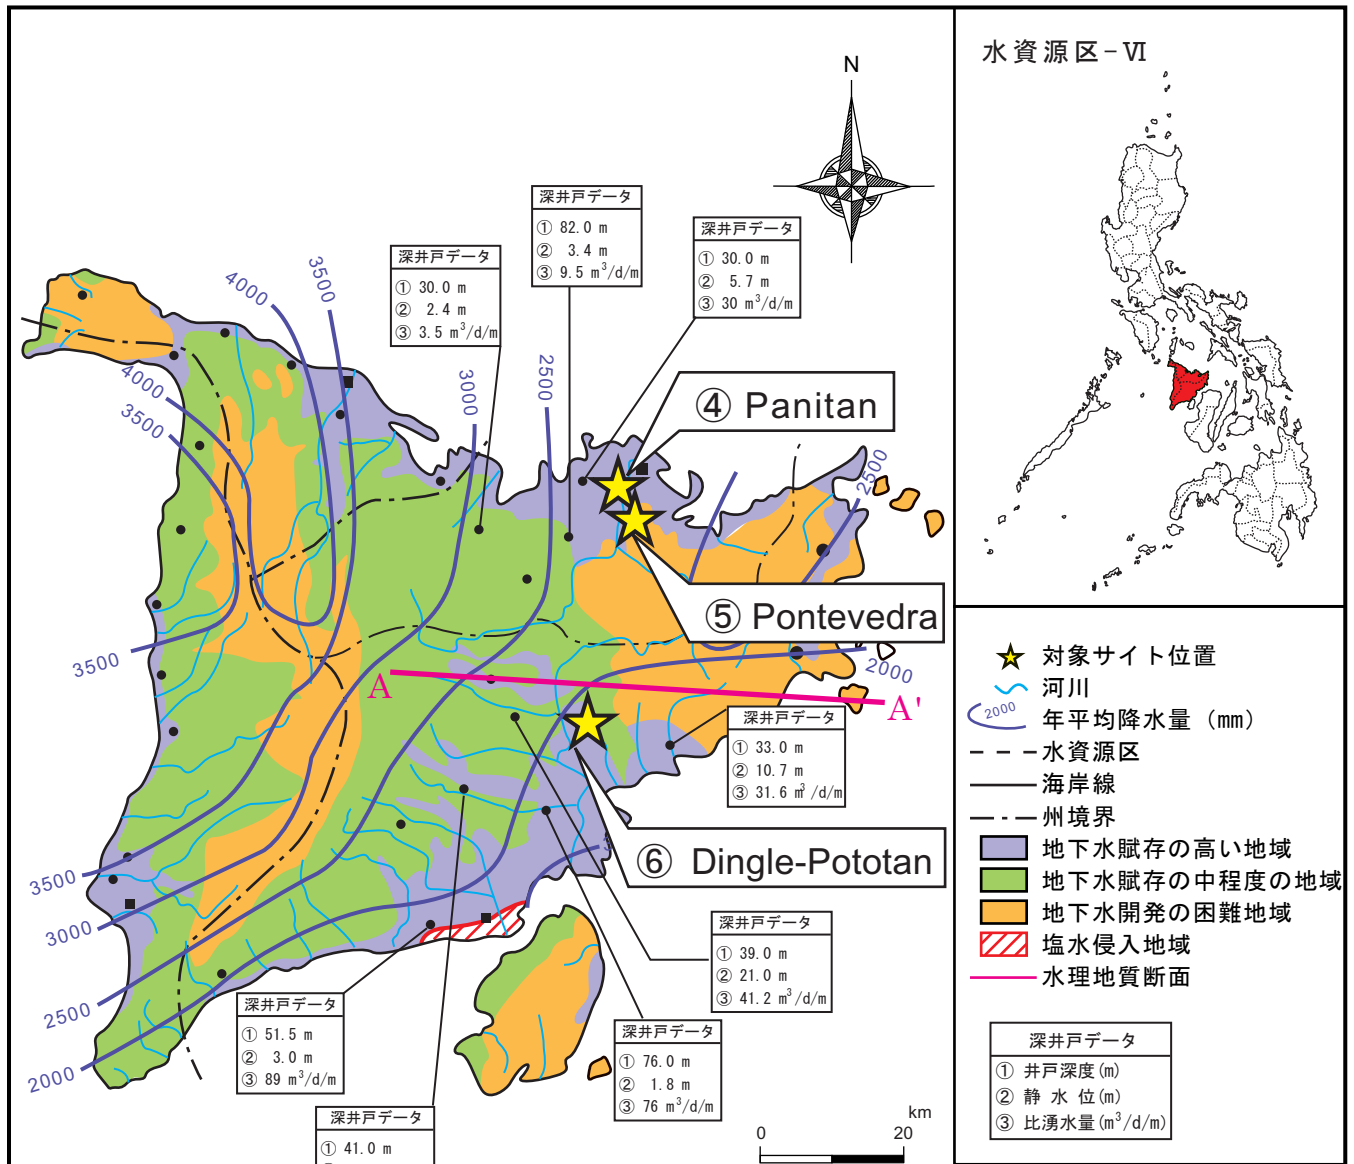 水資源区-Ⅵ
N
深井戸データ
① 82.0 m
② 3.4 m
③ 9.5 m³/d/m
深井戸データ
① 30.0 m
② 5.7 m
③ 30 m³/d/m
深井戸データ
① 30.0 m
② 2.4 m
③ 3.5 m³/d/m
4000
3500
4000
3500
3000
2500
2500
④ Panitan
⑤ Pontevedra
3500
2000
A
A'
深井戸データ
① 33.0 m
② 10.7 m
③ 31.6 m³/d/m
⑥ Dingle-Pototan
3500
3000
2500
2000
深井戸データ
① 39.0 m
② 21.0 m
③ 41.2 m³/d/m
深井戸データ
① 51.5 m
② 3.0 m
③ 89 m³/d/m
深井戸データ
① 76.0 m
② 1.8 m
③ 76 m³/d/m
深井戸データ
① 41.0 m
km
0 20
対象サイト位置
河川
2000
年平均降水量 (mm)
水資源区
海岸線
州境界
地下水賦存の高い地域
地下水賦存の中程度の地域
地下水開発の困難地域
塩水侵入地域
水理地質断面
深井戸データ
① 井戸深度(m)
② 静 水 位(m)
③ 比湧水量(m³/d/m)